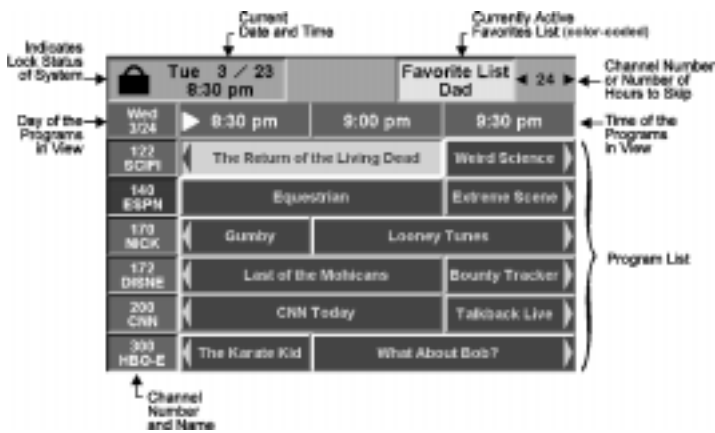 Current
Date and Time
Currently Active
Favorites List (color-coded)
Indicates
Lock Status
of System
Tue 3 / 23
8:30 pm
Favorite List
Dad
24
Channel Number
or Number of
Hours to Skip
Day of the
Programs
in View
Wed
3/24
8:30 pm
9:00 pm
9:30 pm
Time of the
Programs
in View
122
SCIFI
The Return of the Living Dead
Weird Science
140
ESPN
Equestrian
Extreme Scene
170
NICK
Gumby
Looney Tunes
172
DISNE
Last of the Mohicans
Bounty Tracker
200
CNN
CNN Today
Talkback Live
300
HBO-E
The Karate Kid
What About Bob?
Program List
Channel
Number
and Name